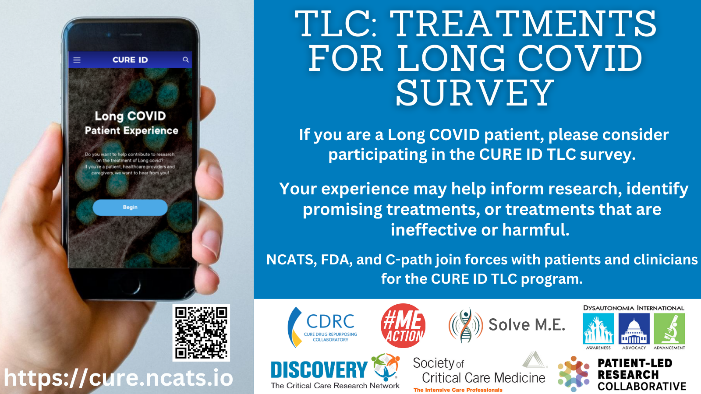 CURE ID
Long COVID
Patient Experience
Do you want to help contribute to research
on the treatment of Long covid?
If you're a patient, healthcare providers and
caregivers, we want to hear from you!
Begin
https://cure.ncats.io
TLC: TREATMENTS
FOR LONG COVID
SURVEY
If you are a Long COVID patient, please consider
participating in the CURE ID TLC survey.
Your experience may help inform research, identify
promising treatments, or treatments that are
ineffective or harmful.
NCATS, FDA, and C-path join forces with patients and clinicians
for the CURE ID TLC program.
CDRC
CURE DRUG REPURPOSING
COLLABORATORY
#ME
ACTION
Solve M.E.
DYSAUTONOMIA INTERNATIONAL
AWARENESS ADVOCACY ADVANCEMENT
DISCOVERY
The Critical Care Research Network
Society of
Critical Care Medicine
The Intensive Care Professionals
PATIENT-LED
RESEARCH
COLLABORATIVE